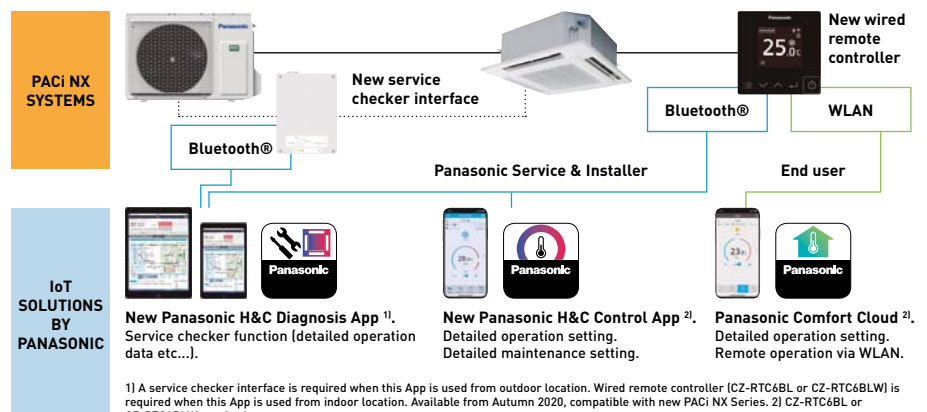 PACi NX
SYSTEMS
Panasonic
New service
checker interface
Panasonic
25.0c
New wired
remote
controller
Bluetooth®
Bluetooth®
WLAN
Panasonic Service & Installer
End user
IoT
SOLUTIONS
BY
PANASONIC
Panasonic
New Panasonic H&C Diagnosis App 1).
Service checker function (detailed operation
data etc...).
Panasonic
New Panasonic H&C Control App 2).
Detailed operation setting.
Detailed maintenance setting.
Panasonic
Panasonic Comfort Cloud 2).
Detailed operation setting.
Remote operation via WLAN.
1) A service checker interface is required when this App is used from outdoor location. Wired remote controller (CZ-RTC6BL or CZ-RTC6BLW) is
required when this App is used from indoor location. Available from Autumn 2020, compatible with new PACi NX Series. 2) CZ-RTC6BL or